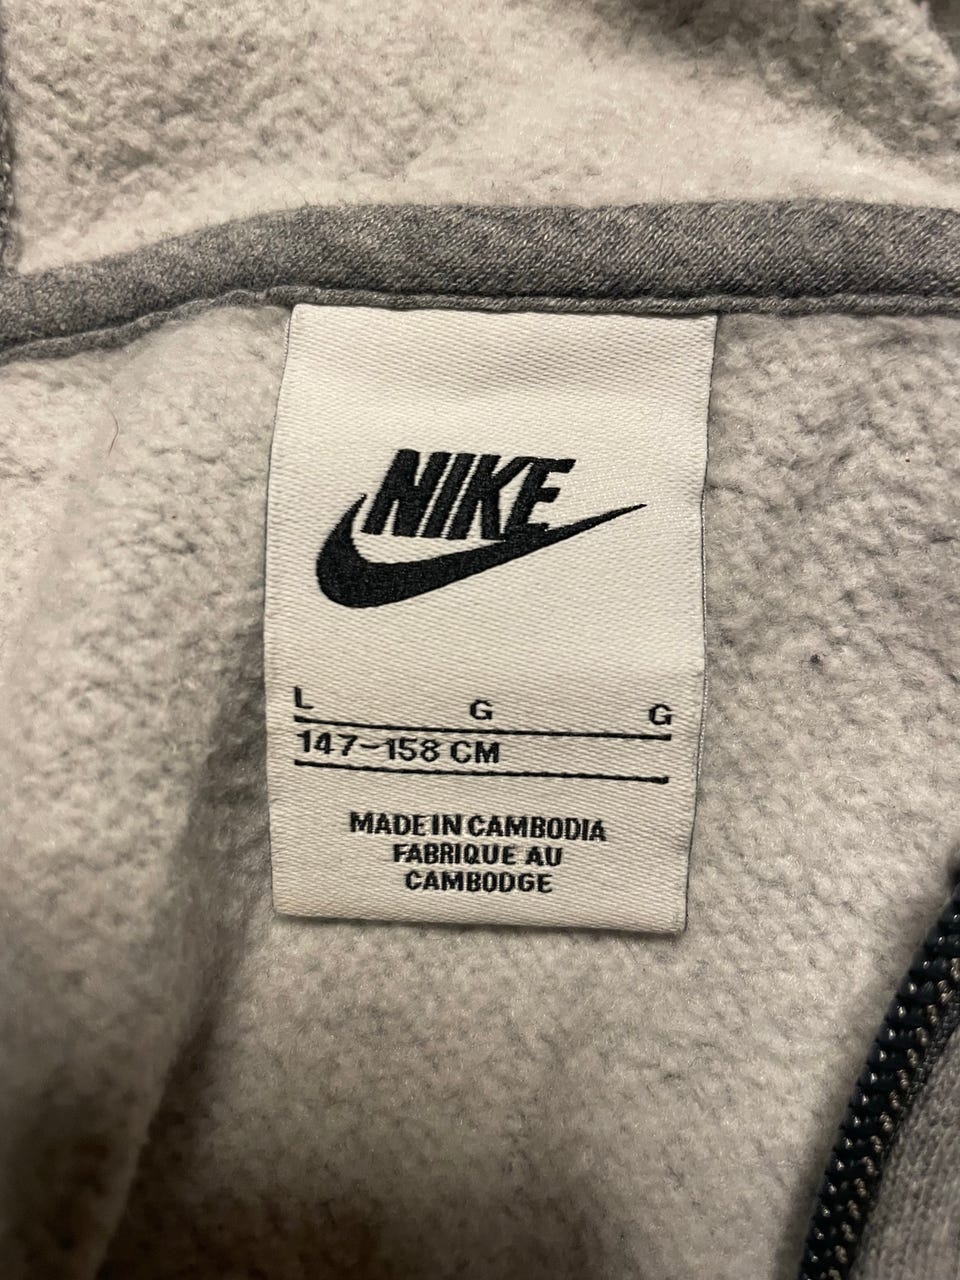 NIKE
L G G
147-158 CM
MADE IN CAMBODIA
FABRIQUE AU
CAMBODGE